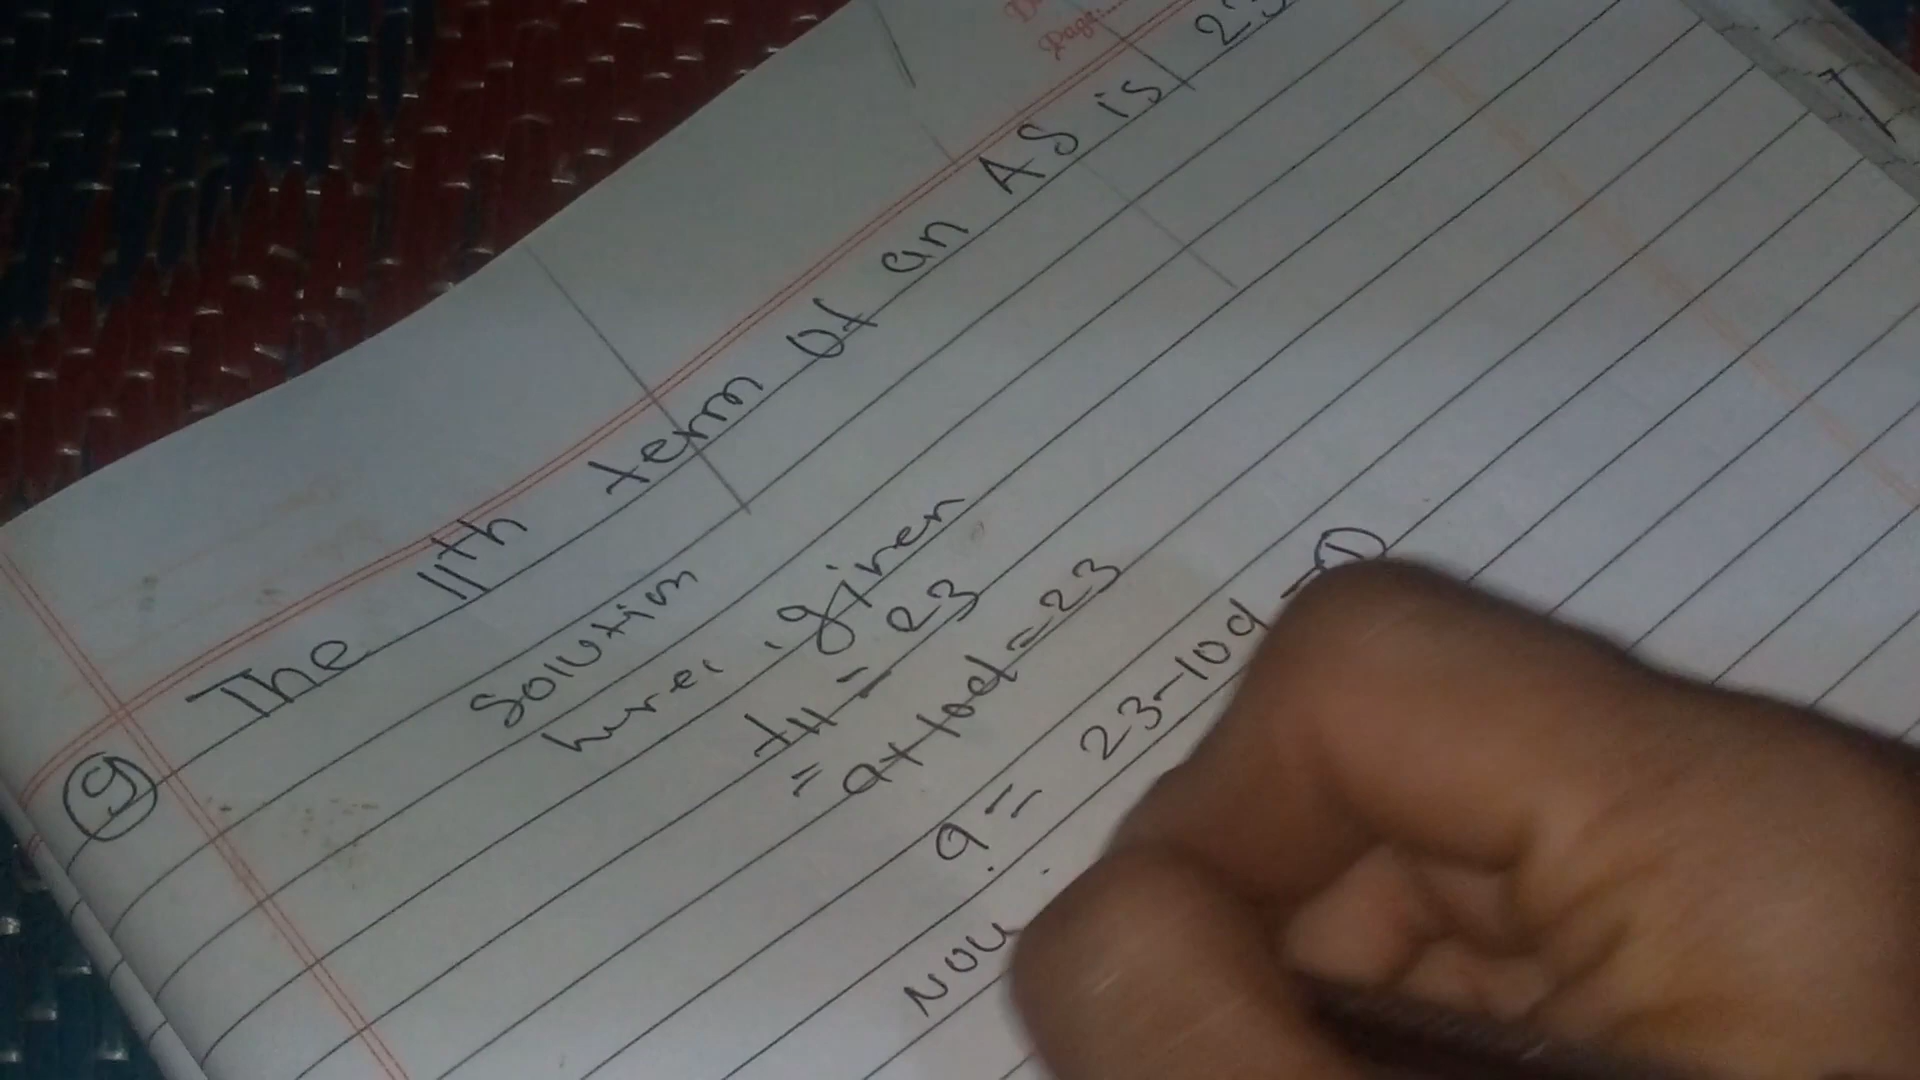 Page.....
(9) The 11th term of an AS is 23
Solution
here, given
t11 = 23
= a+10d = 23
a = 23-10d - (1)
Now